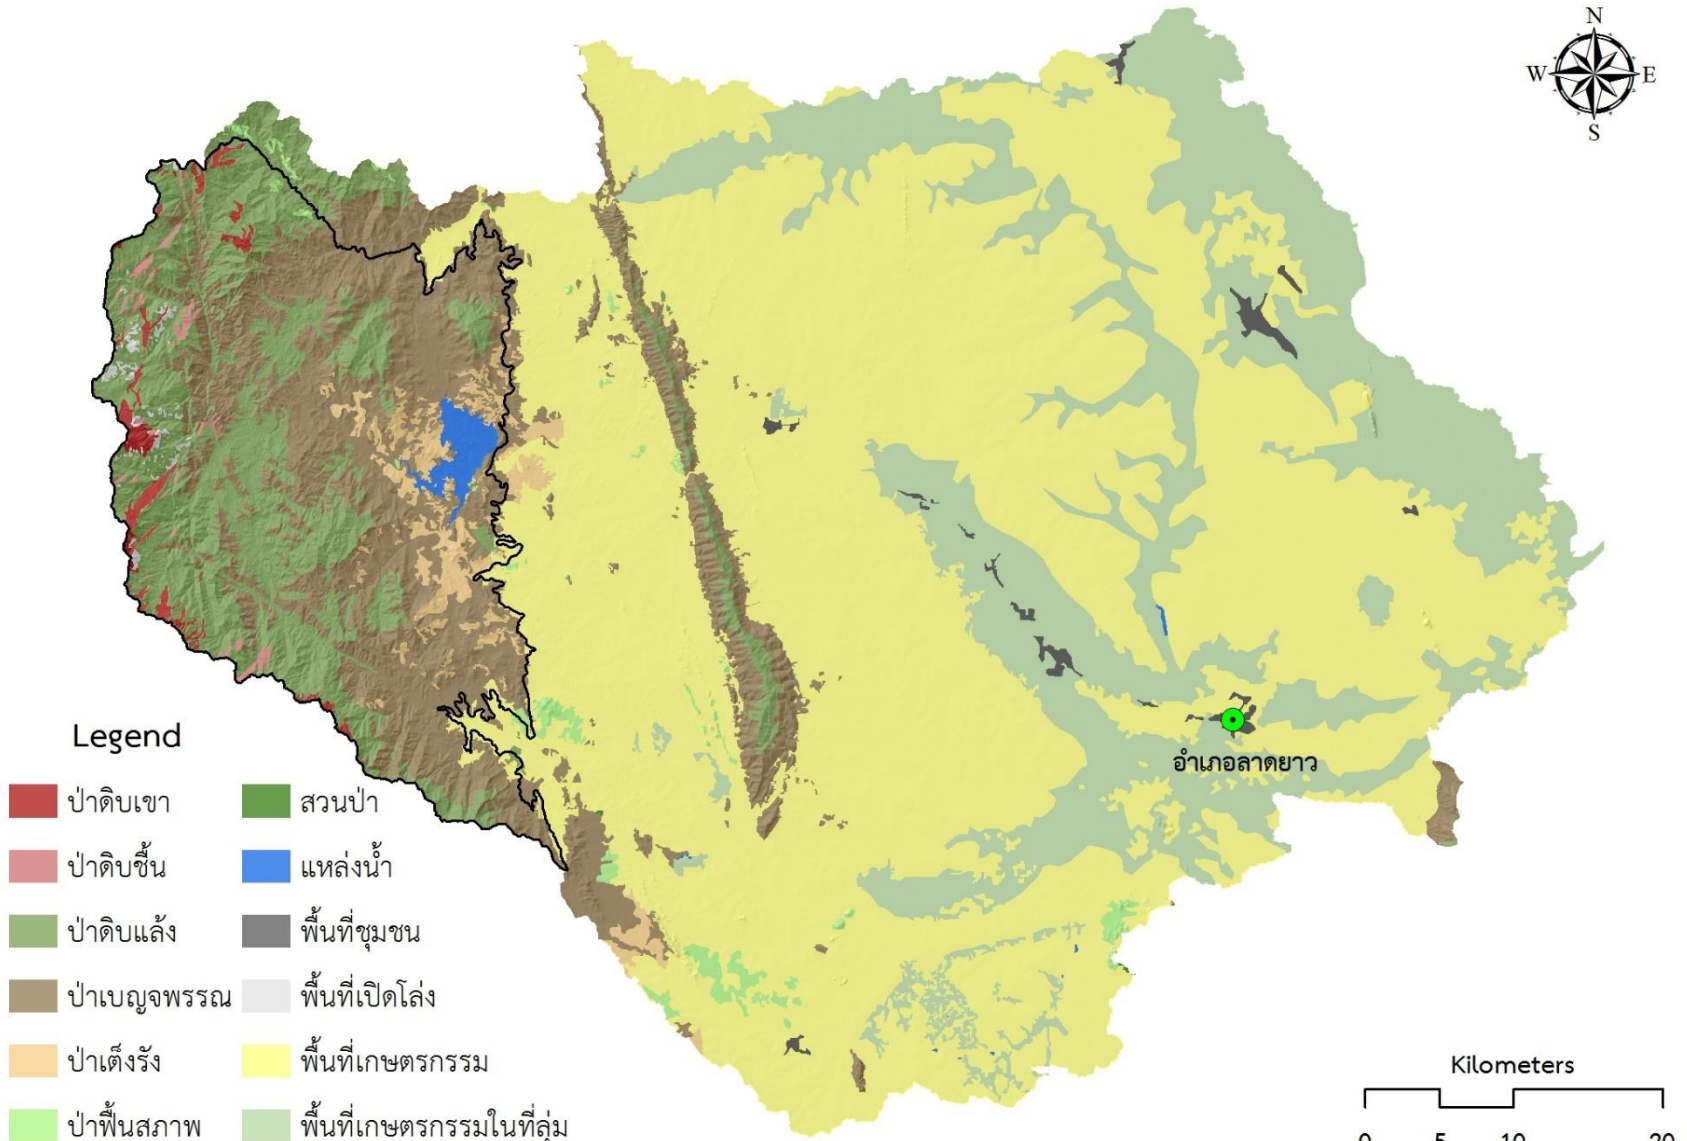 N
W E
S
อำเภอลาดยาว
Legend
ป่าดิบเขา
ป่าดิบชื้น
ป่าดิบแล้ง
ป่าเบญจพรรณ
ป่าเต็งรัง
ป่าฟื้นสภาพ
สวนป่า
แหล่งน้ำ
พื้นที่ชุมชน
พื้นที่เปิดโล่ง
พื้นที่เกษตรกรรม
พื้นที่เกษตรกรรมในที่ลุ่ม
Kilometers
0 5 10 20